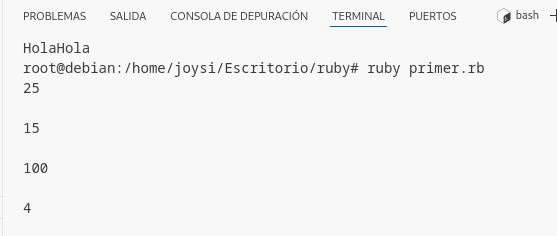 PROBLEMAS SALIDA CONSOLA DE DEPURACIÓN TERMINAL PUERTOS bash
HolaHola
root@debian:/home/joysi/Escritorio/ruby# ruby primer.rb
25
15
100
4